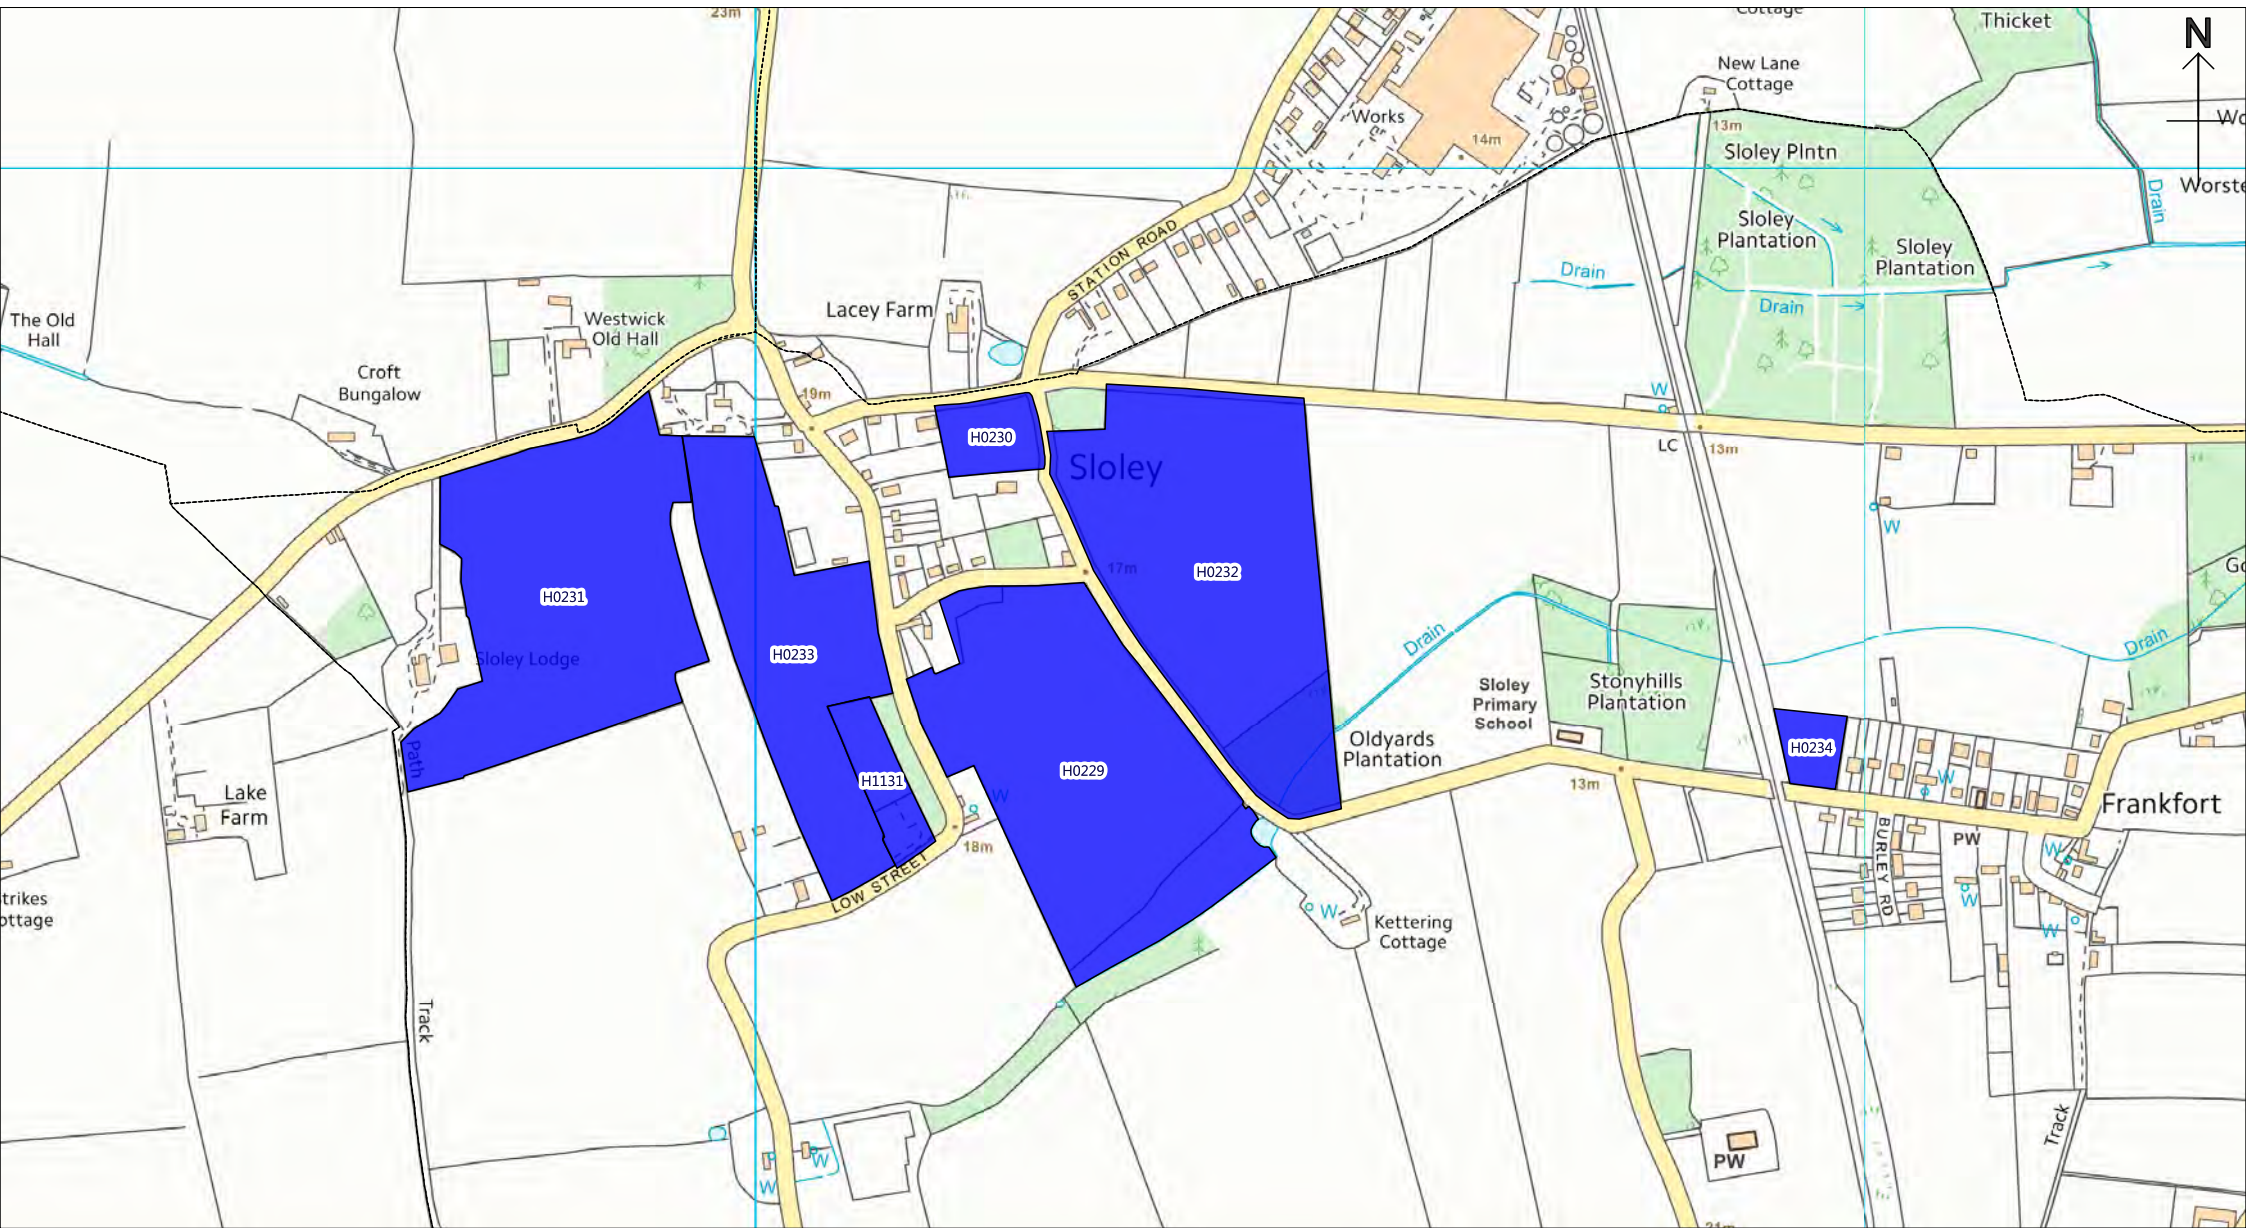 23m
Cottage
Thicket
N
New Lane
Cottage
Works
14m
13m
Sloley Plntn
Drain
Sloley
Plantation
Sloley
Plantation
STATION ROAD
Drain
Drain
The Old
Hall
Westwick
Old Hall
Lacey Farm
Croft
Bungalow
19m
W
LC
13m
H0230
Sloley
W
17m
H0232
H0231
H0233
Sloley Lodge
Drain
Drain
Sloley
Primary
School
Stonyhills
Plantation
Oldyards
Plantation
H0234
Path
H1131
H0229
W
W
Lake
Farm
13m
Frankfort
18m
LOW STREET
BURLEY RD
PW
W
W
W
W
Kettering
Cottage
Track
Track
PW
W
W
21m